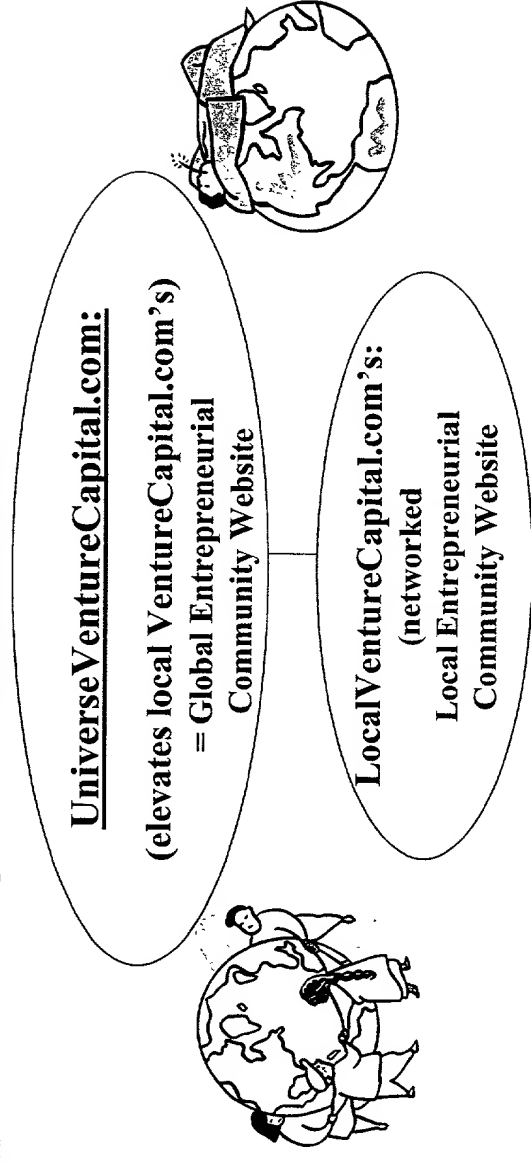 UniverseVentureCapital.com:
(elevates local VentureCapital.com's)
= Global Entrepreneurial
Community Website
LocalVentureCapital.com's:
(networked
Local Entrepreneurial
Community Website